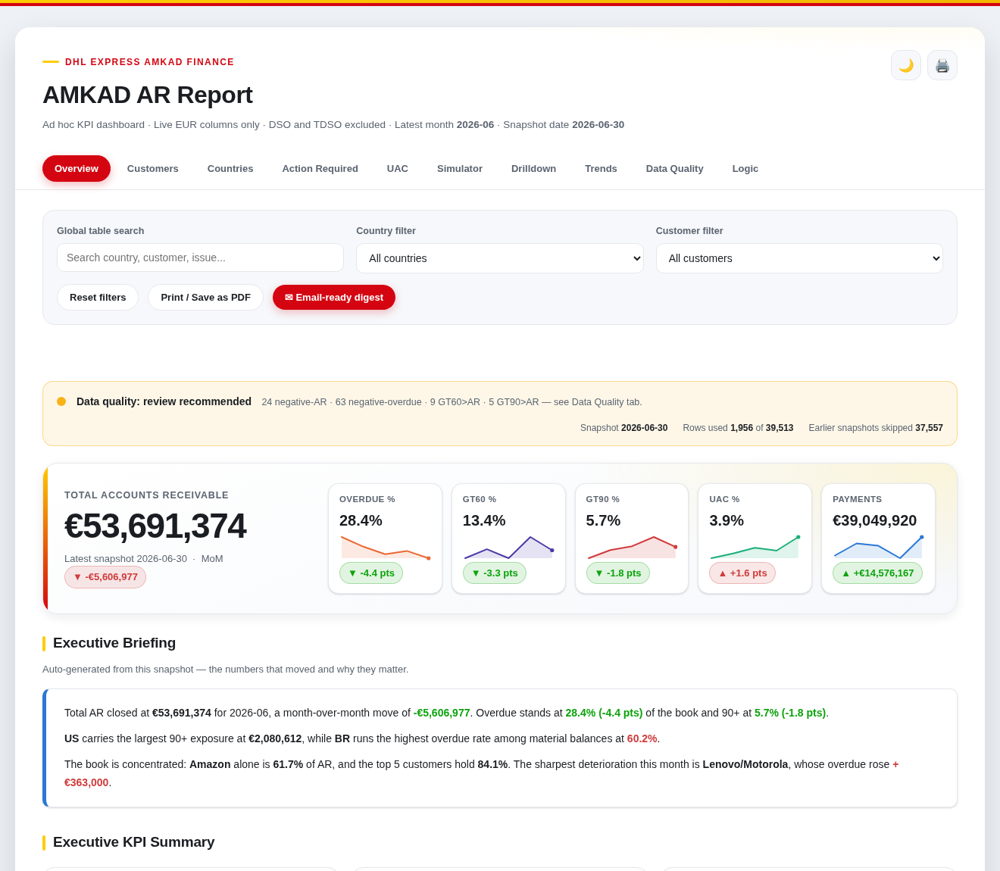 DHL EXPRESS AMKAD FINANCE
AMKAD AR Report
Ad hoc KPI dashboard · Live EUR columns only · DSO and TDSO excluded · Latest month 2026-06 · Snapshot date 2026-06-30
Overview Customers Countries Action Required UAC Simulator Drilldown Trends Data Quality Logic
Global table search Country filter Customer filter
Search country, customer, issue... All countries All customers
Reset filters Print / Save as PDF ✉ Email-ready digest
Data quality: review recommended 24 negative-AR · 63 negative-overdue · 9 GT60>AR · 5 GT90>AR — see Data Quality tab.
Snapshot 2026-06-30 Rows used 1,956 of 39,513 Earlier snapshots skipped 37,557
TOTAL ACCOUNTS RECEIVABLE
€53,691,374
Latest snapshot 2026-06-30 · MoM
▼ -€5,606,977
OVERDUE %
28.4%
▼ -4.4 pts
GT60 %
13.4%
▼ -3.3 pts
GT90 %
5.7%
▼ -1.8 pts
UAC %
3.9%
▲ +1.6 pts
PAYMENTS
€39,049,920
▲ +€14,576,167
Executive Briefing
Auto-generated from this snapshot — the numbers that moved and why they matter.
Total AR closed at €53,691,374 for 2026-06, a month-over-month move of -€5,606,977. Overdue stands at 28.4% (-4.4 pts) of the book and 90+ at 5.7% (-1.8 pts).
US carries the largest 90+ exposure at €2,080,612, while BR runs the highest overdue rate among material balances at 60.2%.
The book is concentrated: Amazon alone is 61.7% of AR, and the top 5 customers hold 84.1%. The sharpest deterioration this month is Lenovo/Motorola, whose overdue rose +
€363,000.
Executive KPI Summary